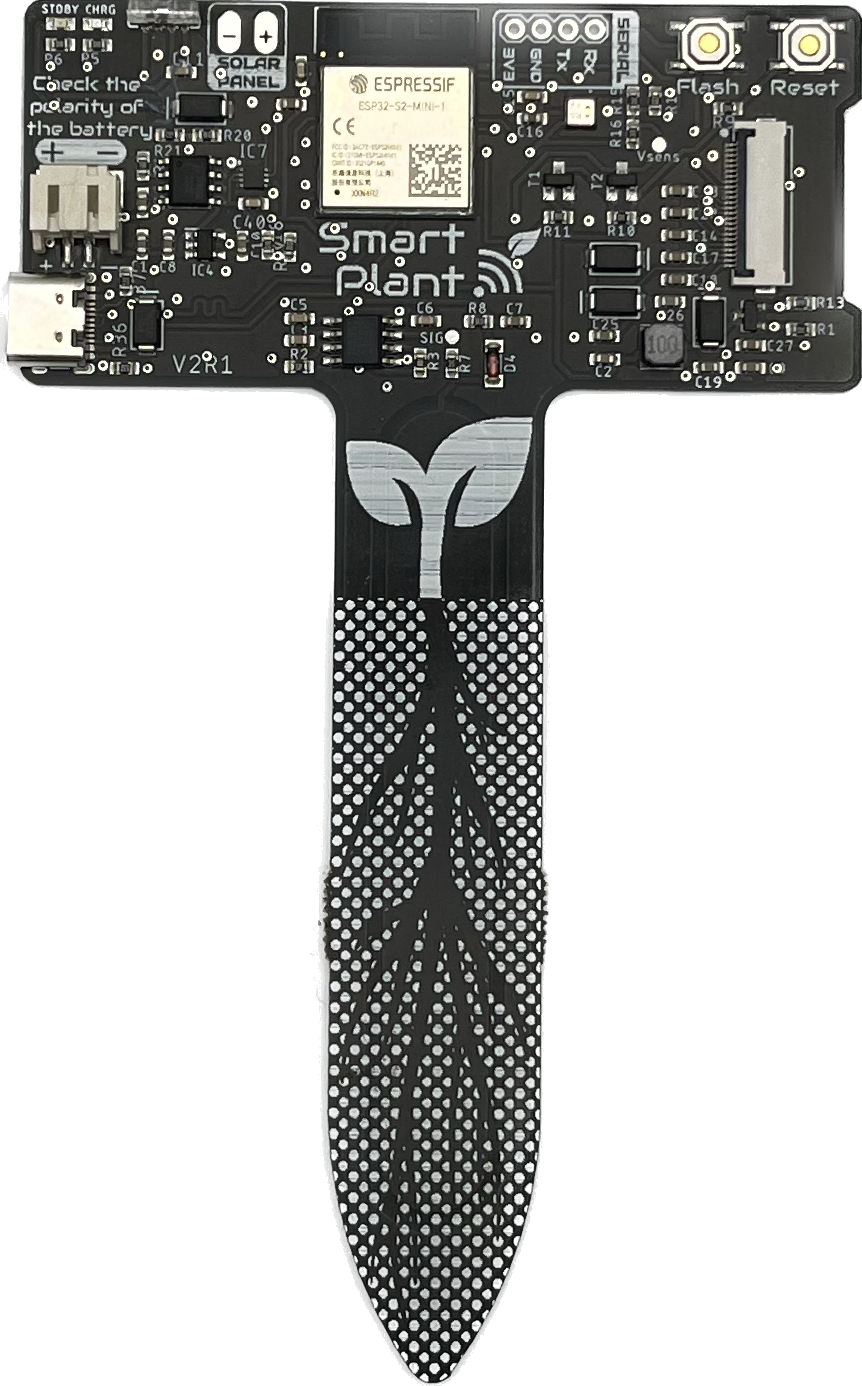 STDBY CHRG
R6 R5
Check the
polarity of
the battery
+ -
- +
SOLAR
PANEL
R20
R21
IC7
C40
C8
IC4
+
R36
V2R1
ESPRESSIF
ESP32-S2-MINI-1
CE
XX0WHR2
Smart
Plant
3V3
GND
TX
RX
SERIAL
C16
R16
Flash
Reset
Vsens
T1
T2
R11
R10
C14
C17
C18
R13
R1
C27
C25
C2
26
100
C19
C5
R2
C6
SIG
R8
C7
R3
R7
D4